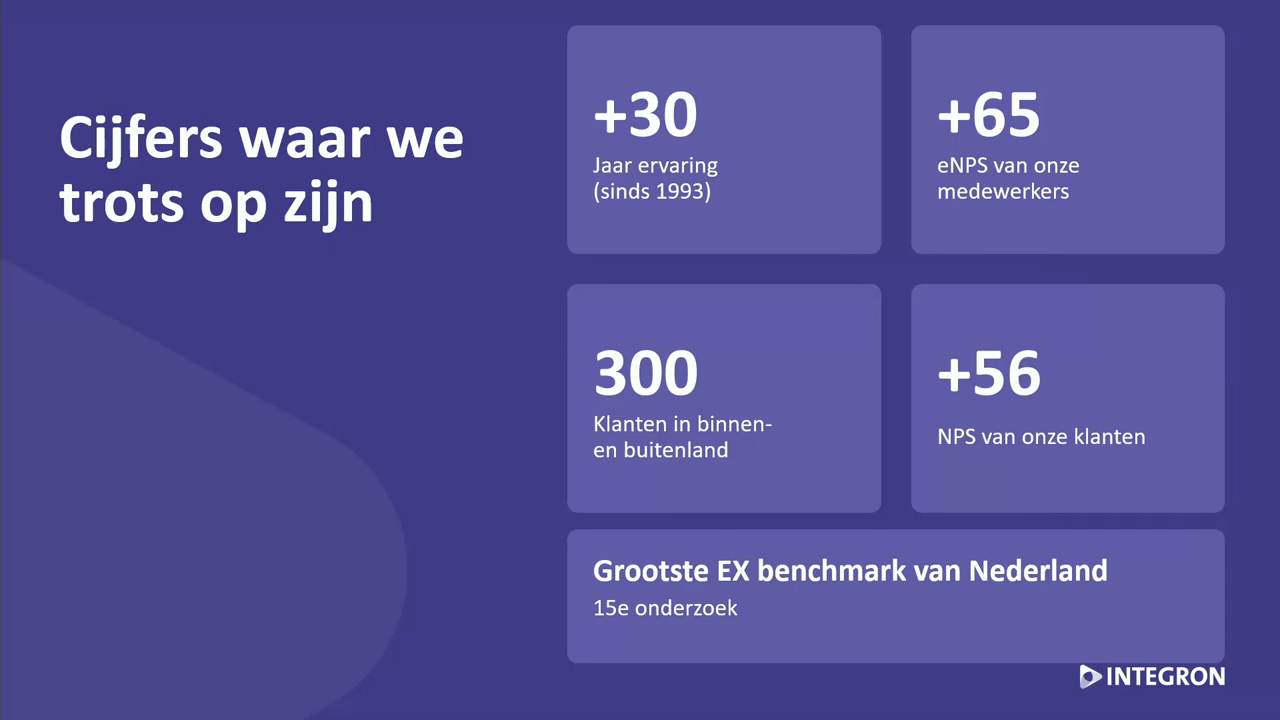 Cijfers waar we
trots op zijn
+30
Jaar ervaring
(sinds 1993)
+65
eNPS van onze
medewerkers
300
Klanten in binnen-
en buitenland
+56
NPS van onze klanten
Grootste EX benchmark van Nederland
15e onderzoek
INTEGRON